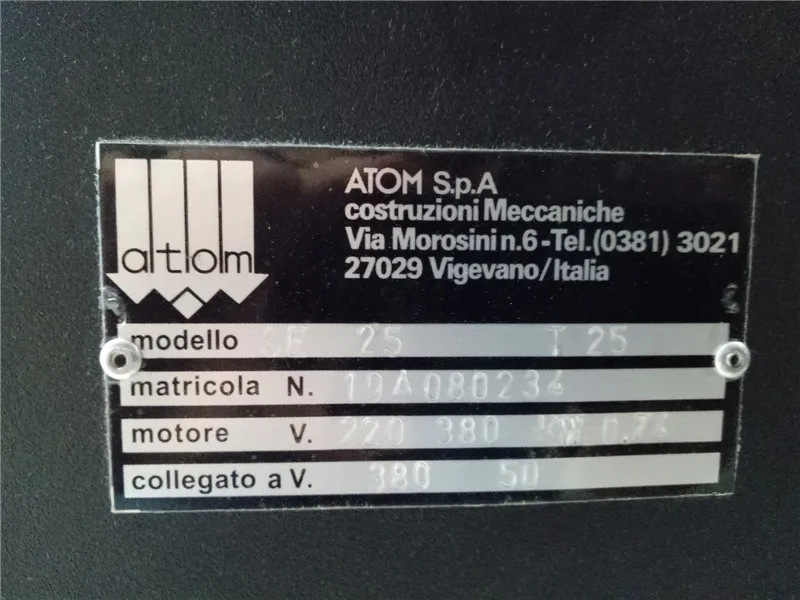 atom
ATOM S.p.A
costruzioni Meccaniche
Via Morosini n.6-Tel.(0381) 3021
27029 Vigevano/Italia
modello SE 25 T 25
matricola N. 19A080234
motore V. 220 380
collegato a V. 380 50